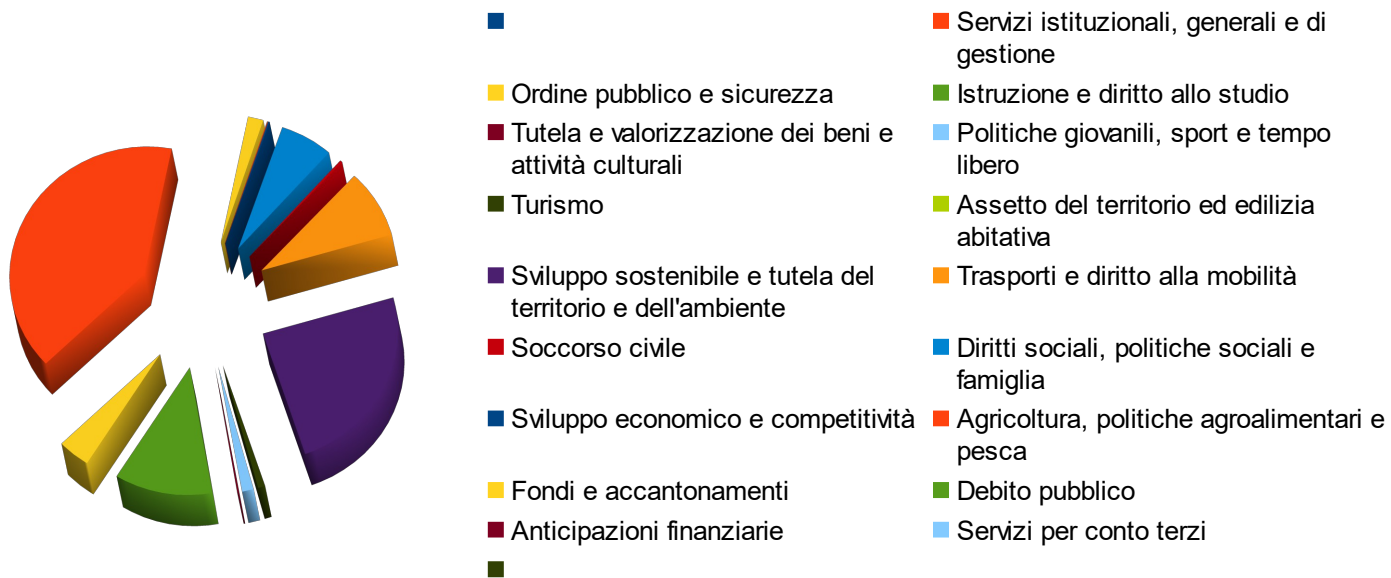 Servizi istituzionali, generali e di
gestione
Ordine pubblico e sicurezza
Istruzione e diritto allo studio
Tutela e valorizzazione dei beni e
attività culturali
Politiche giovanili, sport e tempo
libero
Turismo
Assetto del territorio ed edilizia
abitativa
Sviluppo sostenibile e tutela del
territorio e dell'ambiente
Trasporti e diritto alla mobilità
Soccorso civile
Diritti sociali, politiche sociali e
famiglia
Sviluppo economico e competitività
Agricoltura, politiche agroalimentari e
pesca
Fondi e accantonamenti
Debito pubblico
Anticipazioni finanziarie
Servizi per conto terzi